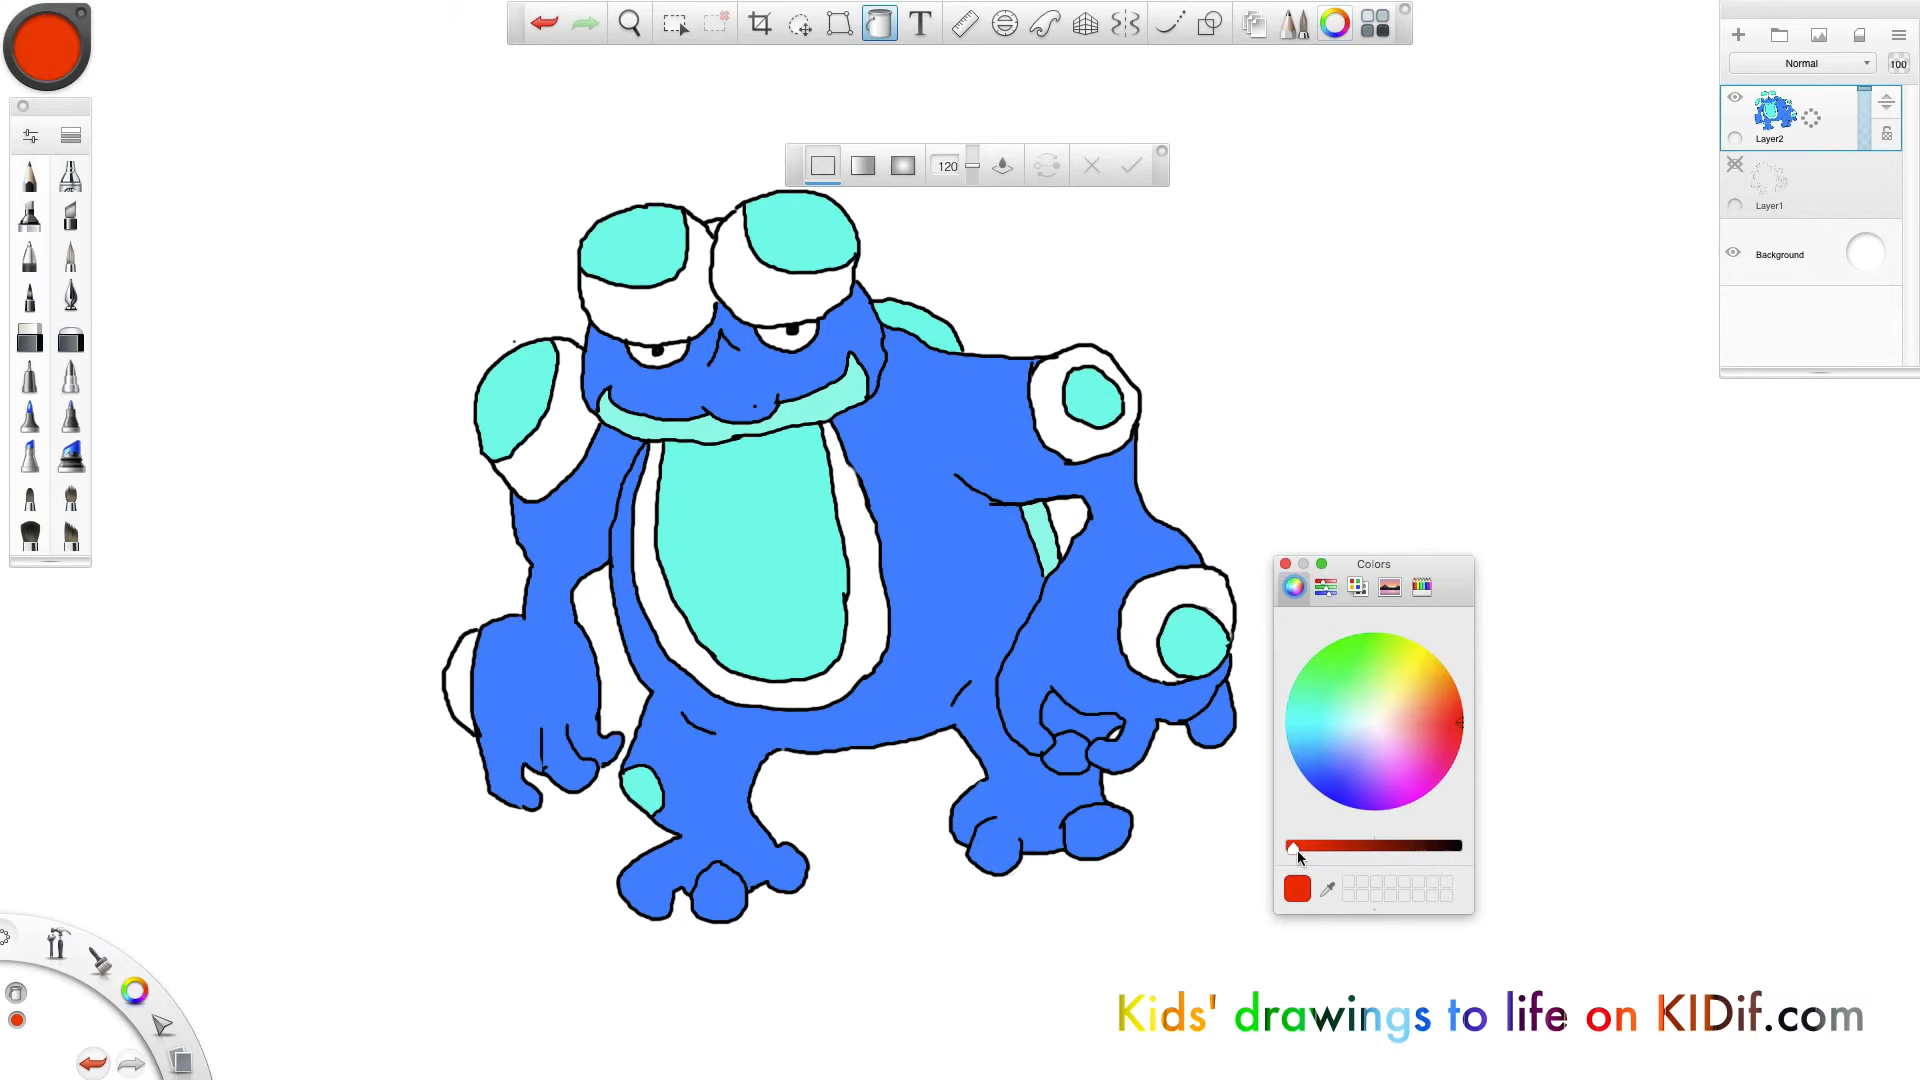 T
Normal
100
Layer2
120
Layer1
Background
Colors
Kids' drawings to life on KIDif.com